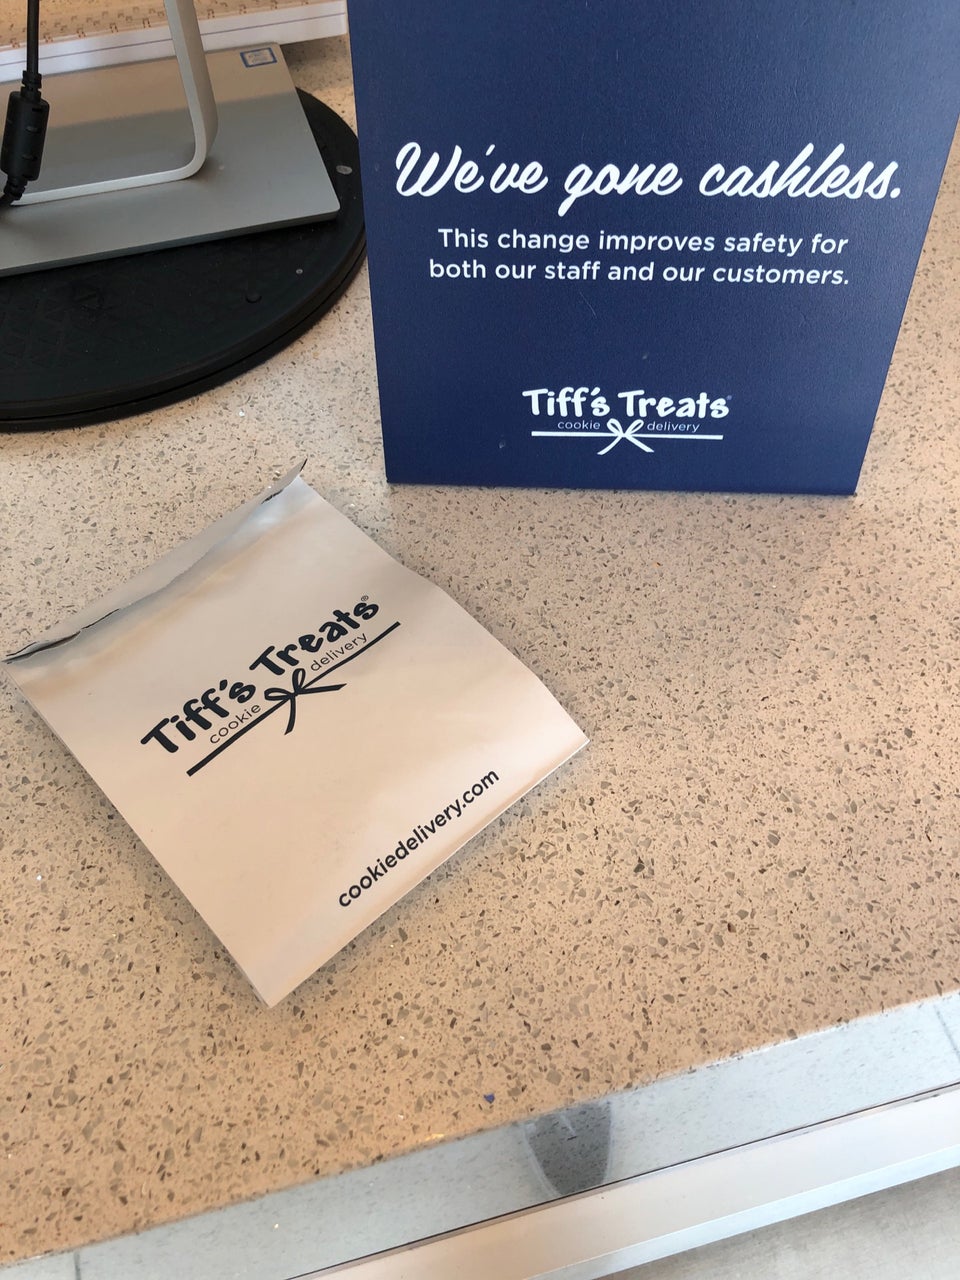 We've gone cashless.
This change improves safety for
both our staff and our customers.
Tiff's Treats
cookie delivery
Tiff's Treats®
cookie delivery
cookiedelivery.com